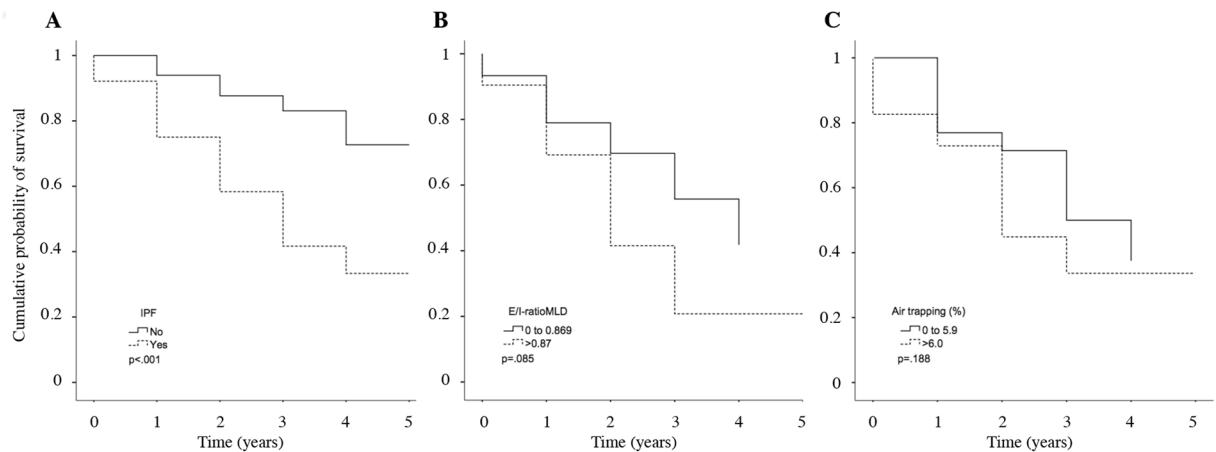 A
Cumulative probability of survival
1
0.8
0.6
0.4
0.2
0
IPF
No
Yes
p<.001
0 1 2 3 4 5
Time (years)
B
1
0.8
0.6
0.4
0.2
0
E/I-ratioMLD
0 to 0.869
>0.87
p=.085
0 1 2 3 4 5
Time (years)
C
1
0.8
0.6
0.4
0.2
0
Air trapping (%)
0 to 5.9
>6.0
p=.188
0 1 2 3 4 5
Time (years)